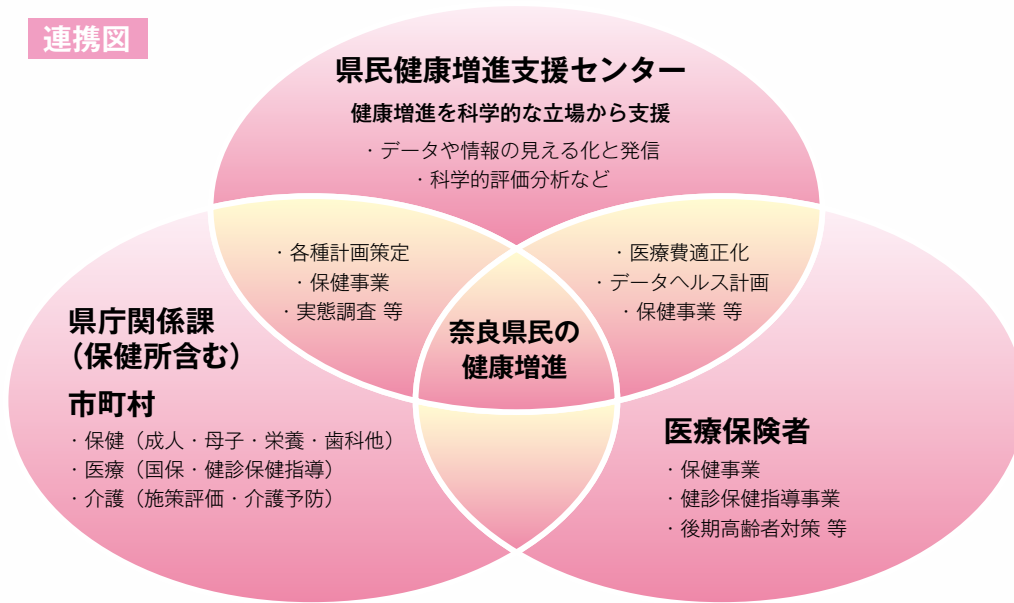 連携図
県民健康増進支援センター
健康増進を科学的な立場から支援
・データや情報の見える化と発信
・科学的評価分析など
・各種計画策定
・保健事業
・実態調査 等
・医療費適正化
・データヘルス計画
・保健事業 等
奈良県民の
健康増進
県庁関係課
（保健所含む）
市町村
・保健（成人・母子・栄養・歯科他）
・医療（国保・健診保健指導）
・介護（施策評価・介護予防）
医療保険者
・保健事業
・健診保健指導事業
・後期高齢者対策 等